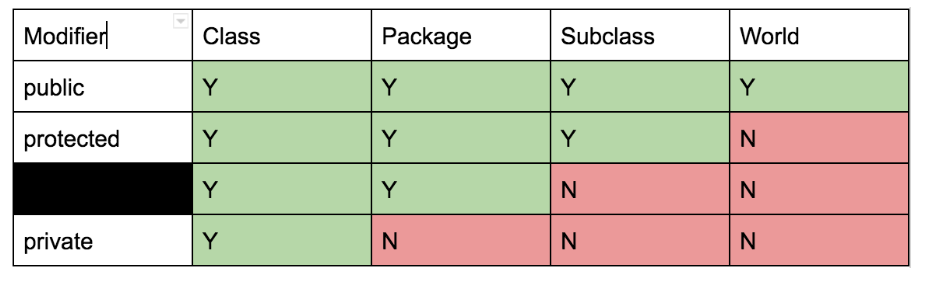 Modifier Class Package Subclass World
public Y Y Y Y
protected Y Y Y N
Y Y N N
private Y N N N